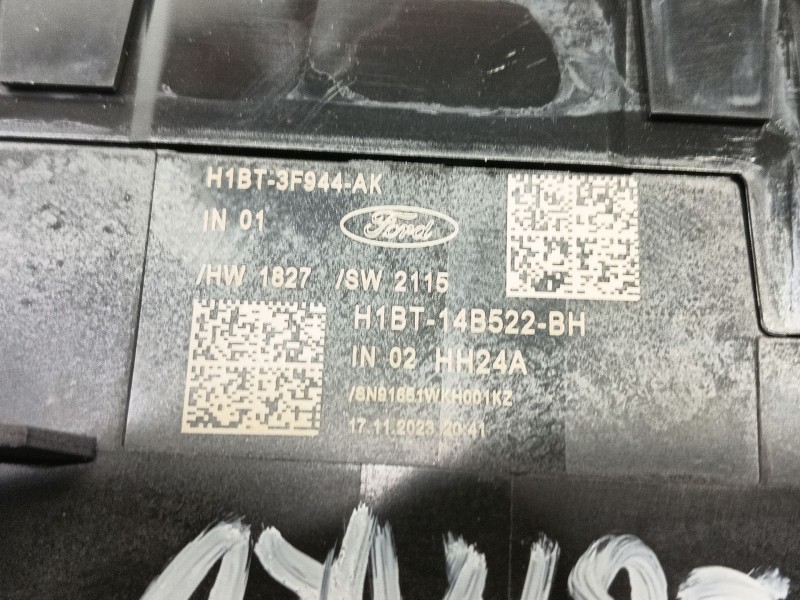 H1BT-3F944-AK
IN 01
Ford
/HW 1827 /SW 2115
H1BT-14B522-BH
IN 02 HH24A
/SN91651WKH001KZ
17.11.2023 20:41